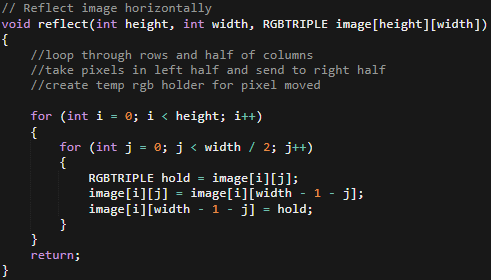 // Reflect image horizontally
void reflect(int height, int width, RGBTRIPLE image[height][width])
{
    //loop through rows and half of columns
    //take pixels in left half and send to right half
    //create temp rgb holder for pixel moved

    for (int i = 0; i < height; i++)
    {
        for (int j = 0; j < width / 2; j++)
        {
            RGBTRIPLE hold = image[i][j];
            image[i][j] = image[i][width - 1 - j];
            image[i][width - 1 - j] = hold;
        }
    }
    return;
}